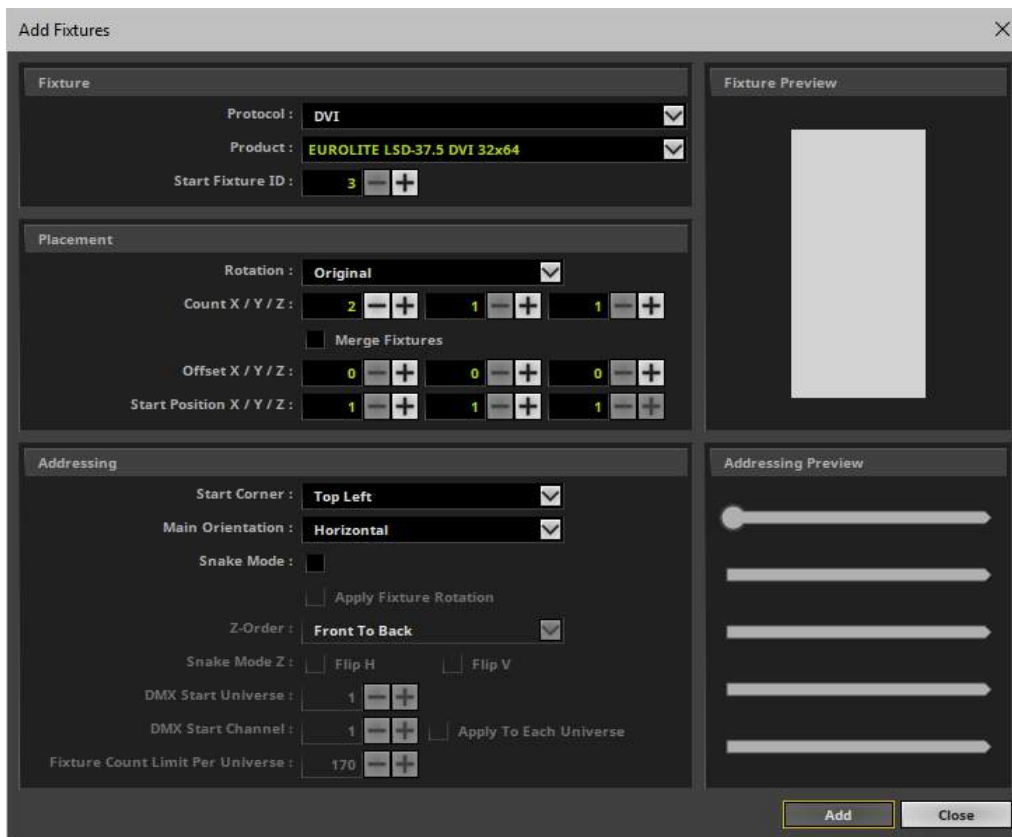 Add Fixtures
Fixture
Protocol : DVI
Product : EUROLITE LSD-37.5 DVI 32x64
Start Fixture ID : 3
Placement
Rotation : Original
Count X / Y / Z : 2 1 1
Merge Fixtures
Offset X / Y / Z : 0 0 0
Start Position X / Y / Z : 1 1 1
Addressing
Start Corner : Top Left
Main Orientation : Horizontal
Snake Mode :
Apply Fixture Rotation
Z-Order : Front To Back
Snake Mode Z : Flip H Flip V
DMX Start Universe : 1
DMX Start Channel : 1 Apply To Each Universe
Fixture Count Limit Per Universe : 170
Fixture Preview
Addressing Preview
Add Close